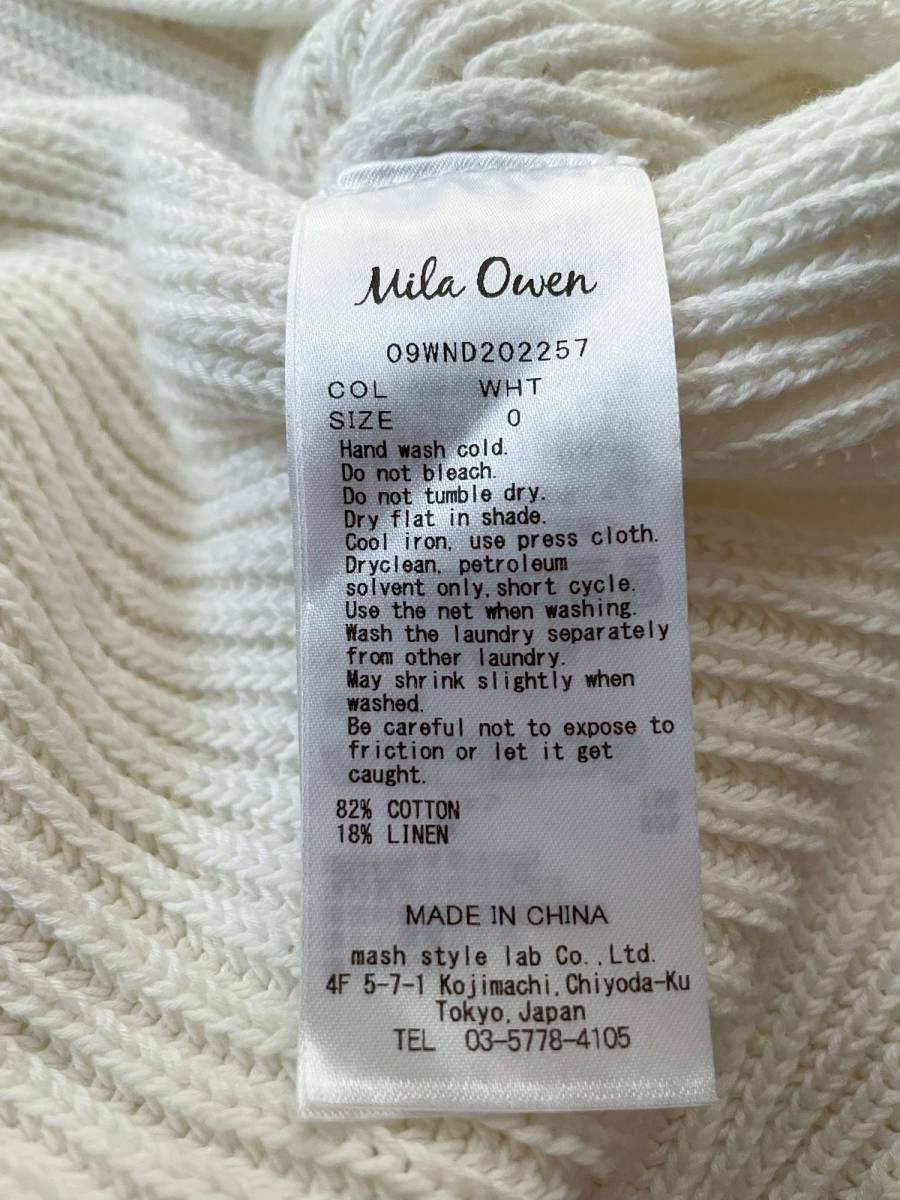 Mila Owen
09WND202257
COL WHT
SIZE 0
Hand wash cold.
Do not bleach.
Do not tumble dry.
Dry flat in shade.
Cool iron, use press cloth.
Dryclean, petroleum
solvent only,short cycle.
Use the net when washing.
Wash the laundry separately
from other laundry.
May shrink slightly when
washed.
Be careful not to expose to
friction or let it get
caught.
82% COTTON
18% LINEN
MADE IN CHINA
mash style lab Co.,Ltd.
4F 5-7-1 Kojimachi,Chiyoda-Ku
Tokyo,Japan
TEL 03-5778-4105